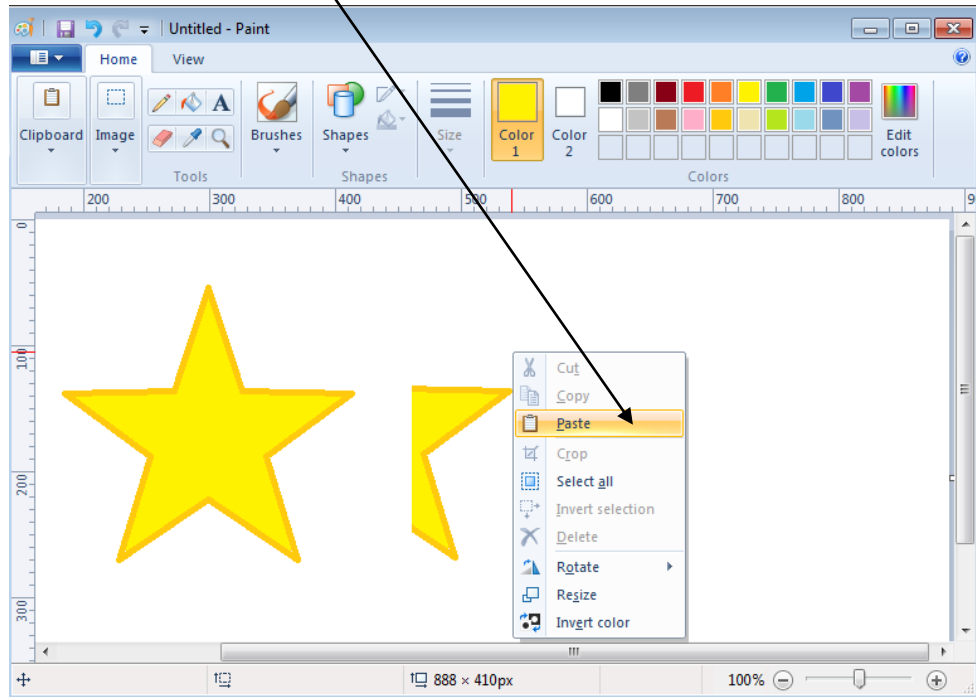 Untitled - Paint
Home View
Clipboard Image Brushes Shapes Size Color 1 Color 2 Edit colors
Tools Shapes Colors
200 300 400 500 600 700 800 9
0
100
200
300
Cut
Copy
Paste
Crop
Select all
Invert selection
Delete
Rotate
Resize
Invert color
888 × 410px 100%